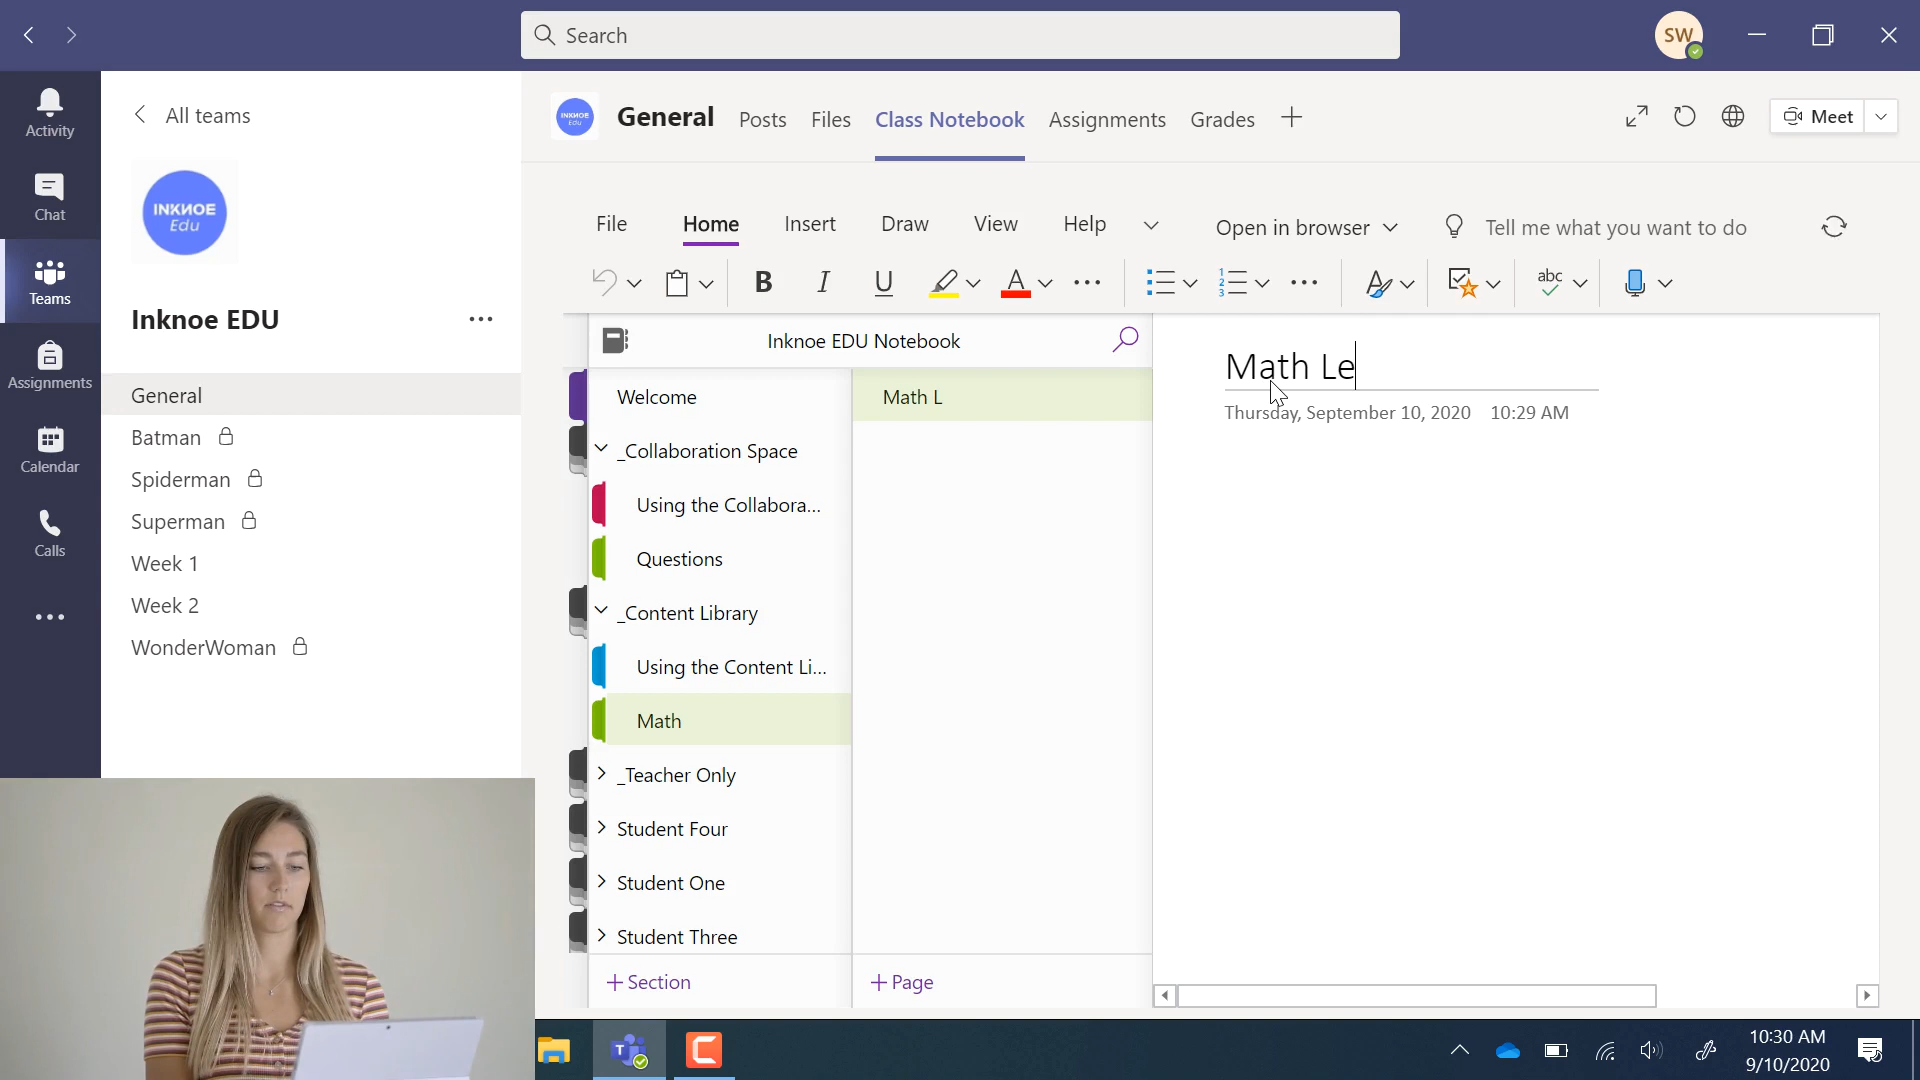 Search
SW
Activity
Chat
Teams
Assignments
Calendar
Calls
All teams
INKNOE
Edu
Inknoe EDU
General
Batman
Spiderman
Superman
Week 1
Week 2
WonderWoman
INKNOE
Edu
General Posts Files Class Notebook Assignments Grades
Meet
File Home Insert Draw View Help Open in browser Tell me what you want to do
B I U A abc
Inknoe EDU Notebook
Welcome
_Collaboration Space
Using the Collabora...
Questions
_Content Library
Using the Content Li...
Math
_Teacher Only
Student Four
Student One
Student Three
+ Section
Math L
+ Page
Math Le
Thursday, September 10, 2020 10:29 AM
T
C
10:30 AM
9/10/2020